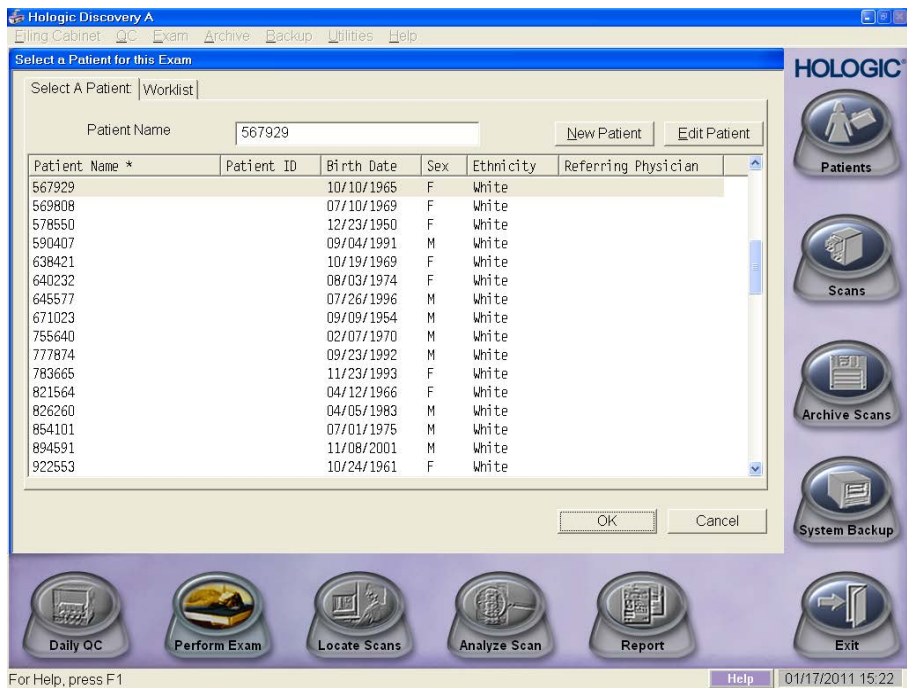 Hologic Discovery A
Filing Cabinet QC Exam Archive Backup Utilities Help
Select a Patient for this Exam
HOLOGIC®
Select A Patient Worklist
Patient Name 567929 New Patient Edit Patient
Patient Name * Patient ID Birth Date Sex Ethnicity Referring Physician
567929 10/10/1965 F White
569808 07/10/1969 F White
578550 12/23/1950 F White
590407 09/04/1991 M White
638421 10/19/1969 F White
640232 08/03/1974 F White
645577 07/26/1996 M White
671023 09/09/1954 M White
755640 02/07/1970 M White
777874 09/23/1992 M White
783665 11/23/1993 F White
821564 04/12/1966 F White
826260 04/05/1983 M White
854101 07/01/1975 M White
894591 11/08/2001 M White
922553 10/24/1961 F White
OK Cancel
Patients
Scans
Archive Scans
System Backup
Daily QC Perform Exam Locate Scans Analyze Scan Report Exit
For Help, press F1 Help 01/17/2011 15:22